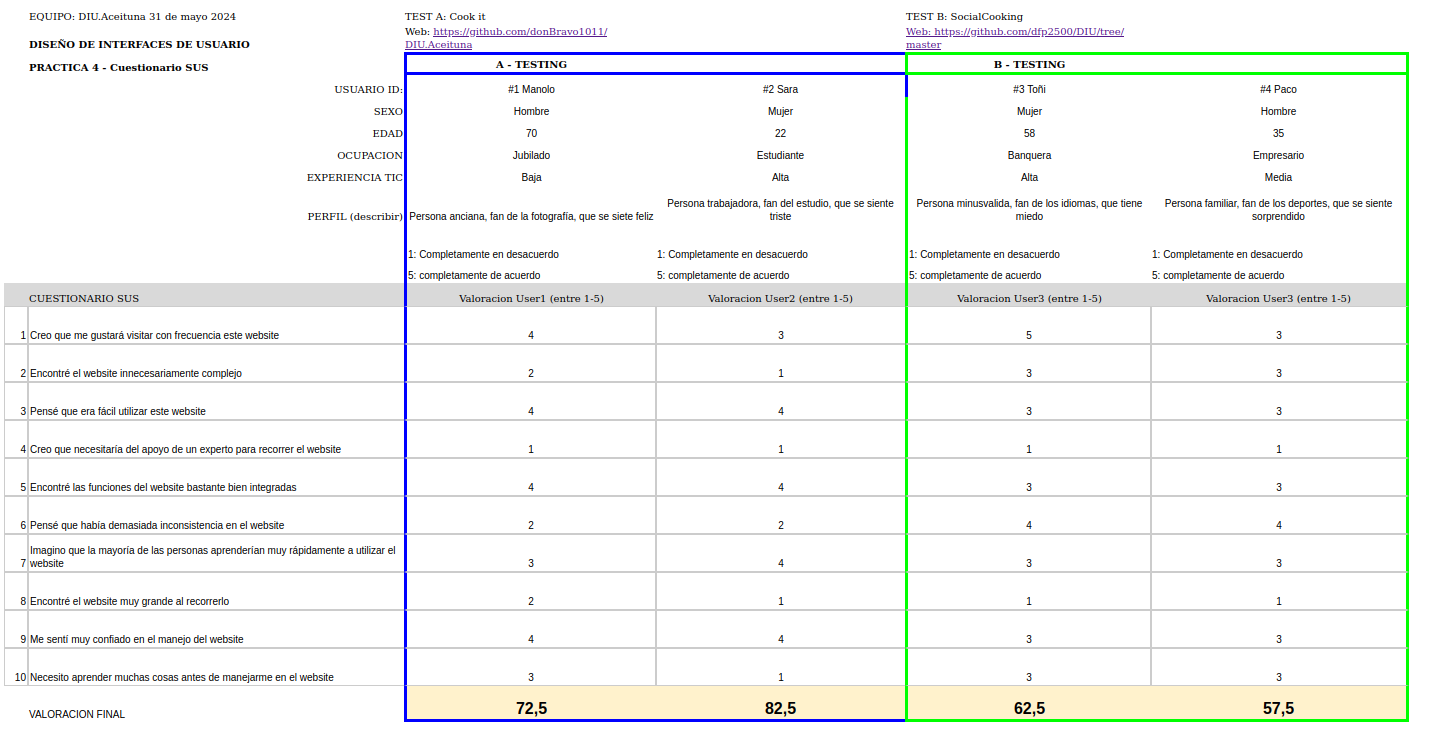 EQUIPO: DIU.Aceituna 31 de mayo 2024
TEST A: Cook it
TEST B: SocialCooking
Web: https://github.com/donBravo1011/
DIU.Aceituna
Web: https://github.com/dfp2500/DIU/tree/
master
DISEÑO DE INTERFACES DE USUARIO
PRACTICA 4 - Cuestionario SUS
A - TESTING
B - TESTING
USUARIO ID: #1 Manolo #2 Sara #3 Toñi #4 Paco
SEXO Hombre Mujer Mujer Hombre
EDAD 70 22 58 35
OCUPACION Jubilado Estudiante Banquera Empresario
EXPERIENCIA TIC Baja Alta Alta Media
PERFIL (describir)
Persona anciana, fan de la fotografía, que se siete feliz
Persona trabajadora, fan del estudio, que se siente
triste
Persona minusvalida, fan de los idiomas, que tiene
miedo
Persona familiar, fan de los deportes, que se siente
sorprendido
1: Completamente en desacuerdo 1: Completamente en desacuerdo 1: Completamente en desacuerdo 1: Completamente en desacuerdo
5: completamente de acuerdo 5: completamente de acuerdo 5: completamente de acuerdo 5: completamente de acuerdo
CUESTIONARIO SUS Valoracion User1 (entre 1-5) Valoracion User2 (entre 1-5) Valoracion User3 (entre 1-5) Valoracion User3 (entre 1-5)
1 Creo que me gustará visitar con frecuencia este website 4 3 5 3
2 Encontré el website innecesariamente complejo 2 1 3 3
3 Pensé que era fácil utilizar este website 4 4 3 3
4 Creo que necesitaría del apoyo de un experto para recorrer el website 1 1 1 1
5 Encontré las funciones del website bastante bien integradas 4 4 3 3
6 Pensé que había demasiada inconsistencia en el website 2 2 4 4
Imagino que la mayoría de las personas aprenderían muy rápidamente a utilizar el
7 website 3 4 3 3
8 Encontré el website muy grande al recorrerlo 2 1 1 1
9 Me sentí muy confiado en el manejo del website 4 4 3 3
10 Necesito aprender muchas cosas antes de manejarme en el website 3 1 3 3
VALORACION FINAL 72,5 82,5 62,5 57,5